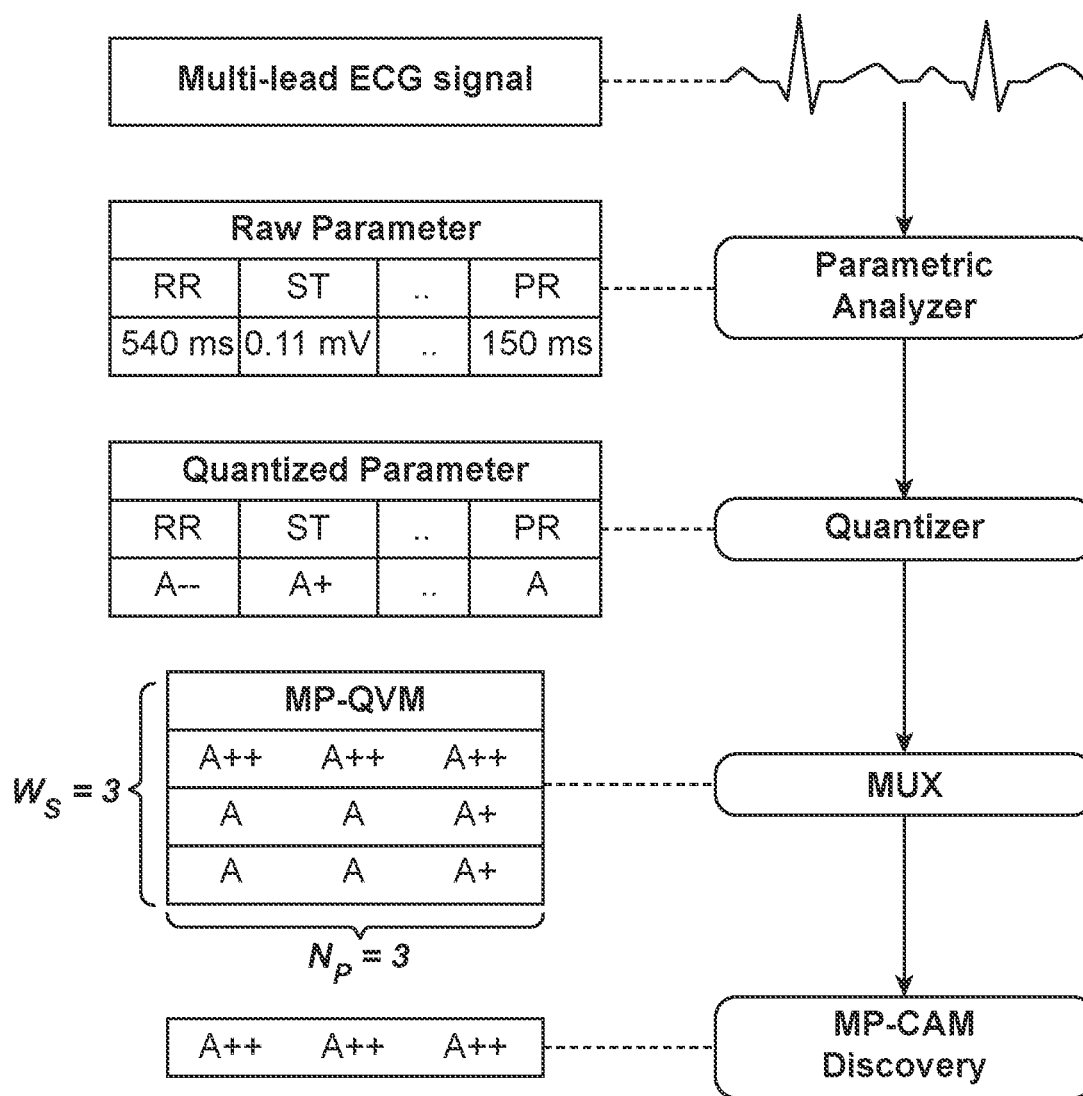 Multi-lead ECG signal
Raw Parameter
RR ST .. PR
540 ms 0.11 mV .. 150 ms
Parametric
Analyzer
Quantized Parameter
RR ST .. PR
A-- A+ .. A
Quantizer
MP-QVM
A++ A++ A++
A A A+
A A A+
W_S = 3
N_P = 3
MUX
A++ A++ A++
MP-CAM
Discovery